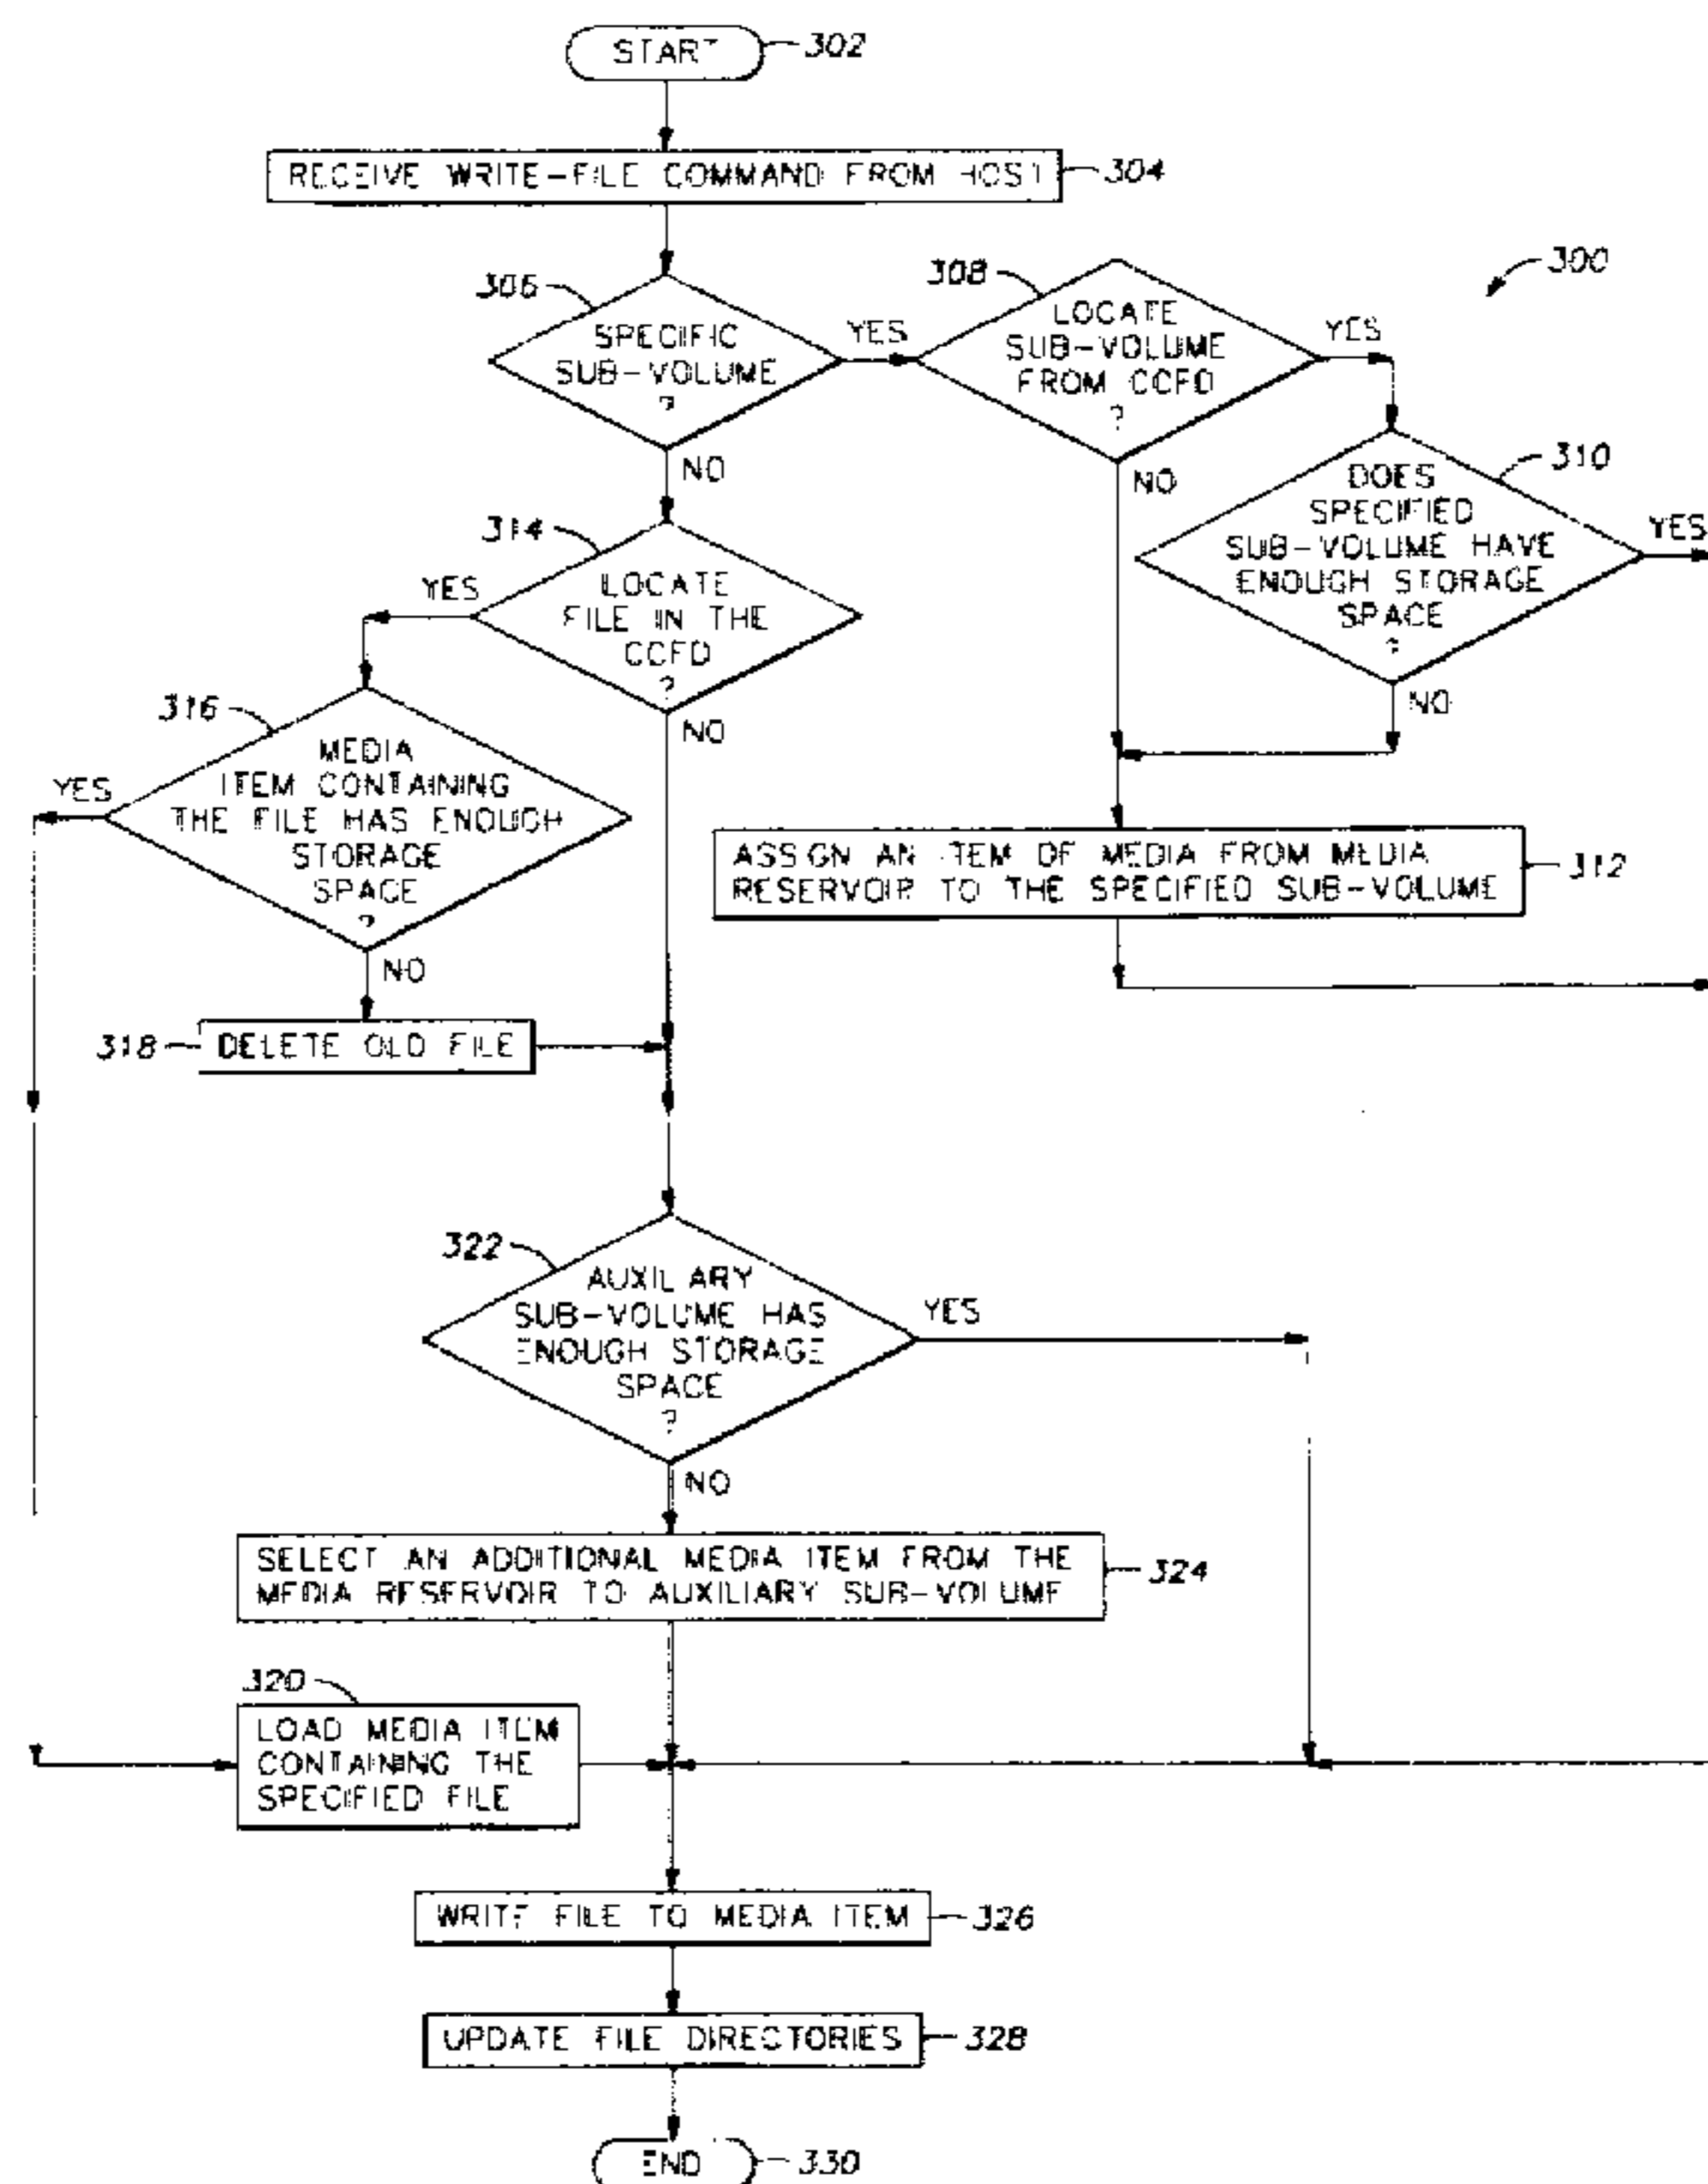 START
302
RECEIVE WRITE-FILE COMMAND FROM HOST
304
300
306
SPECIFIC
SUB-VOLUME
?
YES
NO
308
LOCATE
SUB-VOLUME
FROM CCFD
?
YES
NO
310
DOES
SPECIFIED
SUB-VOLUME HAVE
ENOUGH STORAGE
SPACE
?
YES
NO
312
ASSIGN AN ITEM OF MEDIA FROM MEDIA
RESERVOIR TO THE SPECIFIED SUB-VOLUME
314
LOCATE
FILE IN THE
CCFD
?
YES
NO
316
MEDIA
ITEM CONTAINING
THE FILE HAS ENOUGH
STORAGE
SPACE
?
YES
NO
318
DELETE OLD FILE
322
AUXILIARY
SUB-VOLUME HAS
ENOUGH STORAGE
SPACE
?
YES
NO
SELECT AN ADDITIONAL MEDIA ITEM FROM THE
MEDIA RESERVOIR TO AUXILIARY SUB-VOLUME
324
320
LOAD MEDIA ITEM
CONTAINING THE
SPECIFIED FILE
WRITE FILE TO MEDIA ITEM
326
UPDATE FILE DIRECTORIES
328
END
330